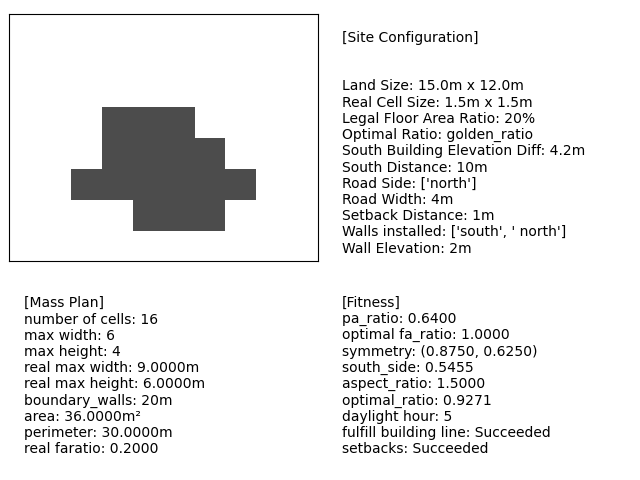 [Site Configuration]
Land Size: 15.0m x 12.0m
Real Cell Size: 1.5m x 1.5m
Legal Floor Area Ratio: 20%
Optimal Ratio: golden_ratio
South Building Elevation Diff: 4.2m
South Distance: 10m
Road Side: ['north']
Road Width: 4m
Setback Distance: 1m
Walls installed: ['south', ' north']
Wall Elevation: 2m
[Mass Plan]
number of cells: 16
max width: 6
max height: 4
real max width: 9.0000m
real max height: 6.0000m
boundary_walls: 20m
area: 36.0000m²
perimeter: 30.0000m
real faratio: 0.2000
[Fitness]
pa_ratio: 0.6400
optimal fa_ratio: 1.0000
symmetry: (0.8750, 0.6250)
south_side: 0.5455
aspect_ratio: 1.5000
optimal_ratio: 0.9271
daylight hour: 5
fulfill building line: Succeeded
setbacks: Succeeded